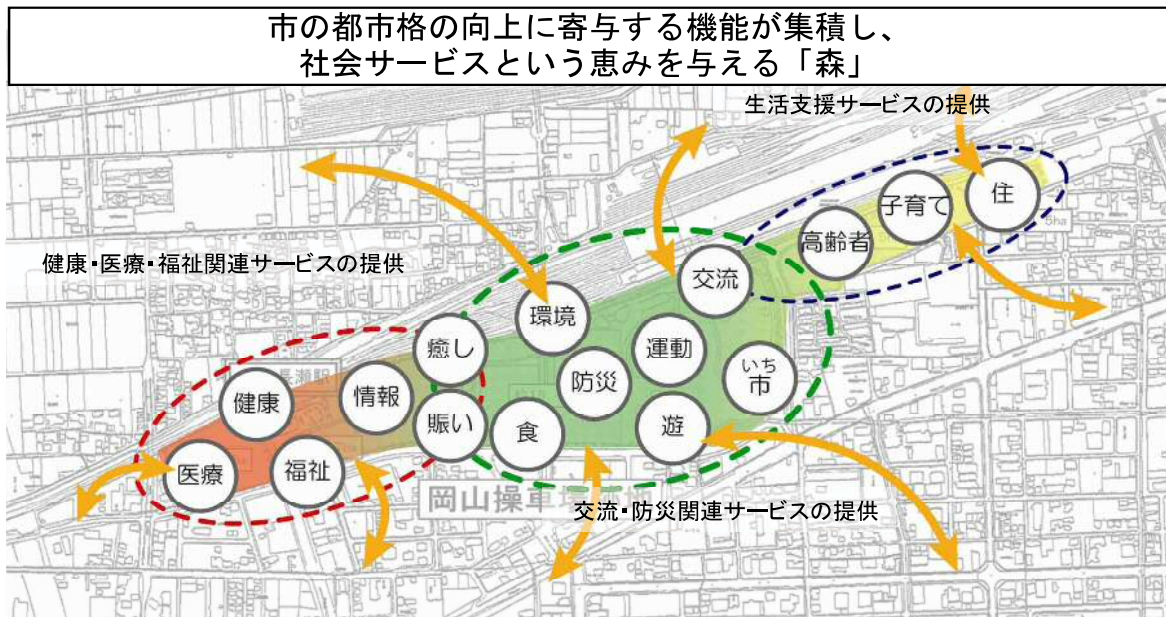 市の都市格の向上に寄与する機能が集積し、
社会サービスという恵みを与える「森」
生活支援サービスの提供
住
子育て
高齢者
健康・医療・福祉関連サービスの提供
交流
環境
癒し
運動
いち
市
防災
情報
健康
賑い
食
遊
医療
福祉
岡山操車場跡地
交流・防災関連サービスの提供